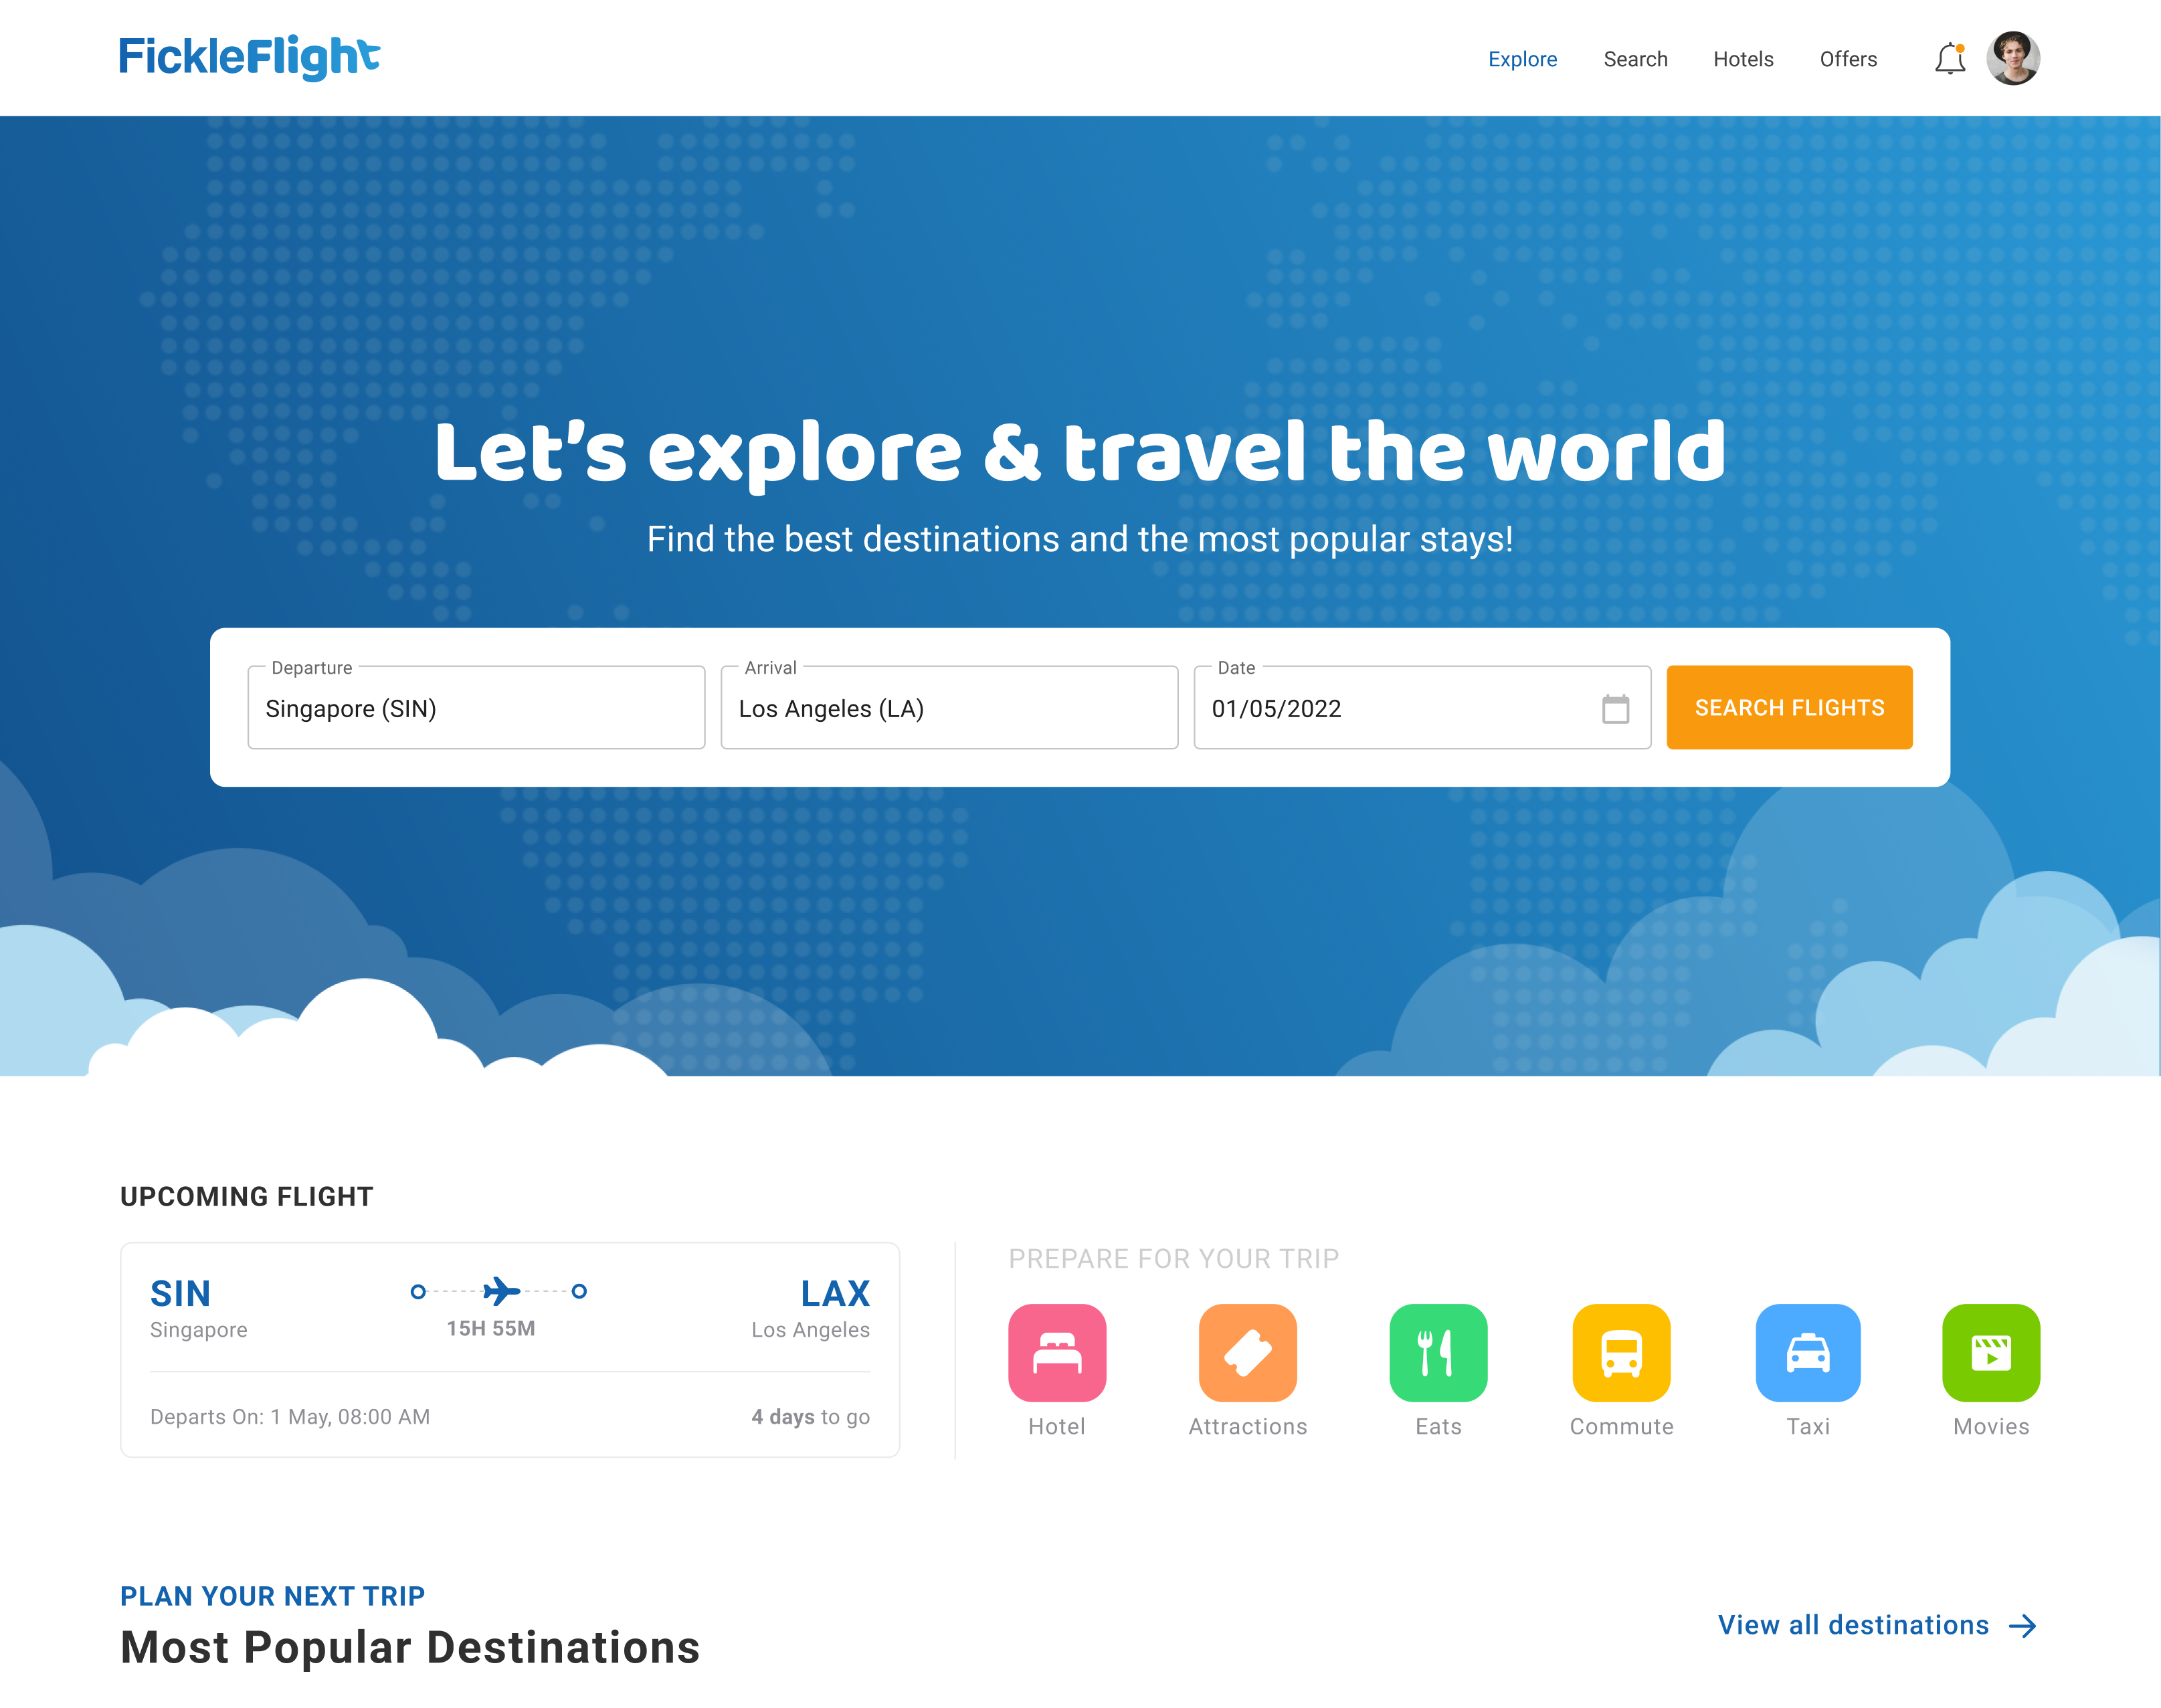 FickleFlight
Explore
Search
Hotels
Offers
Let's explore & travel the world
Find the best destinations and the most popular stays!
Departure
Singapore (SIN)
Arrival
Los Angeles (LA)
Date
01/05/2022
SEARCH FLIGHTS
UPCOMING FLIGHT
SIN
Singapore
15H 55M
LAX
Los Angeles
Departs On: 1 May, 08:00 AM
4 days to go
PREPARE FOR YOUR TRIP
Hotel
Attractions
Eats
Commute
Taxi
Movies
PLAN YOUR NEXT TRIP
Most Popular Destinations
View all destinations